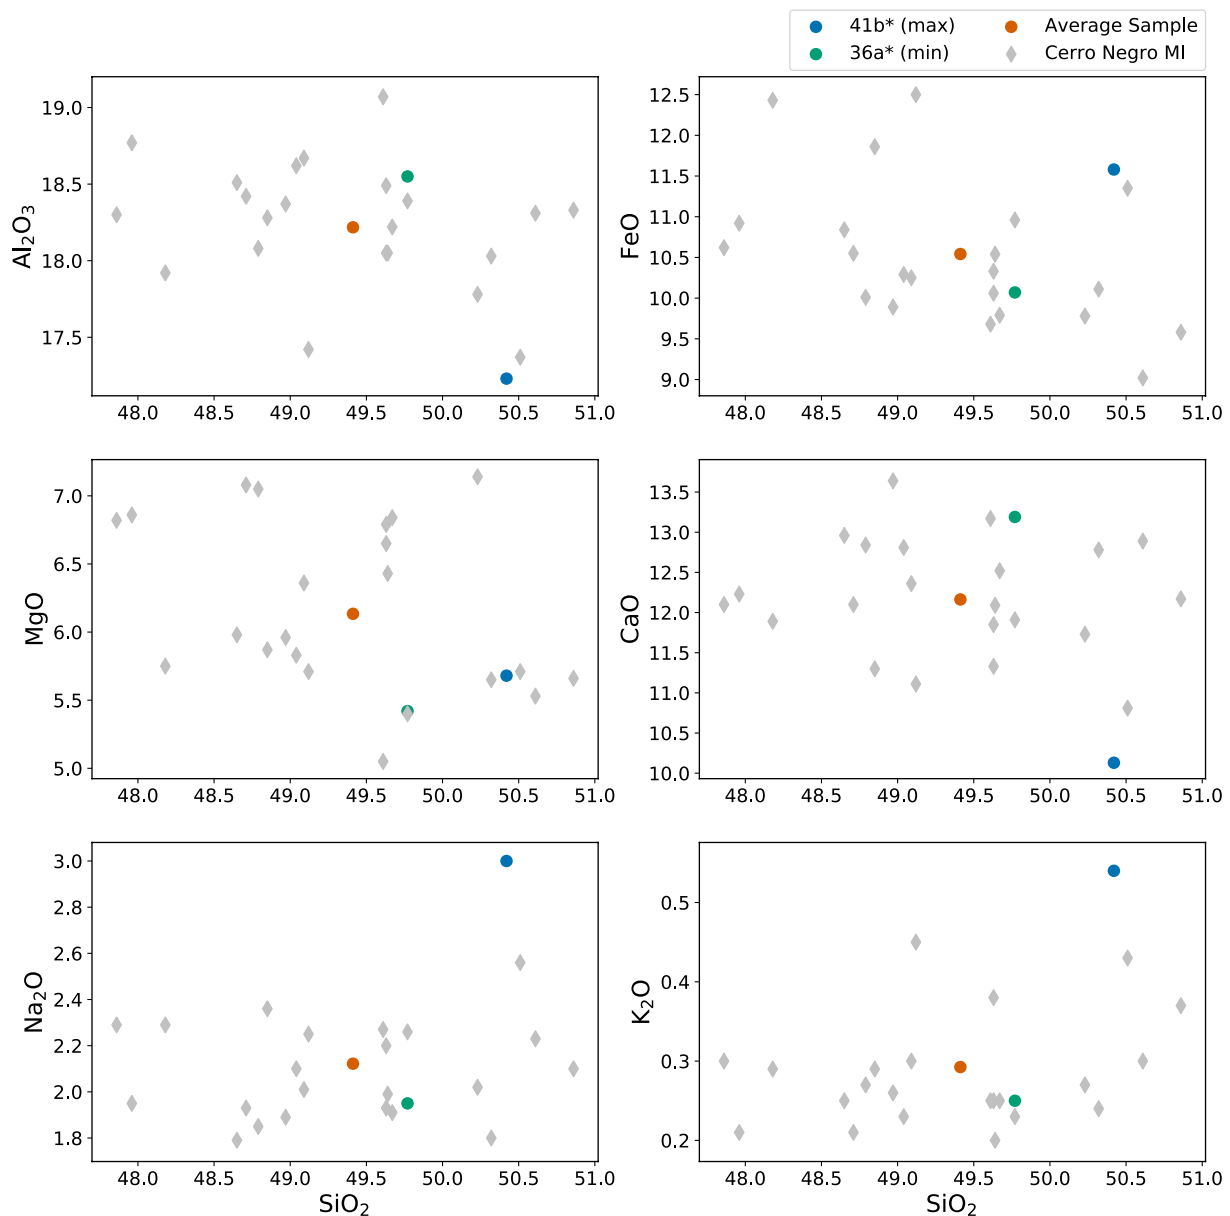 41b* (max)
Average Sample
36a* (min)
Cerro Negro MI
19.0
18.5
18.0
17.5
Al₂O₃
48.0 48.5 49.0 49.5 50.0 50.5 51.0
12.5
12.0
11.5
11.0
10.5
10.0
9.5
9.0
FeO
48.0 48.5 49.0 49.5 50.0 50.5 51.0
7.0
6.5
6.0
5.5
5.0
MgO
48.0 48.5 49.0 49.5 50.0 50.5 51.0
13.5
13.0
12.5
12.0
11.5
11.0
10.5
10.0
CaO
48.0 48.5 49.0 49.5 50.0 50.5 51.0
3.0
2.8
2.6
2.4
2.2
2.0
1.8
Na₂O
48.0 48.5 49.0 49.5 50.0 50.5 51.0
SiO₂
0.5
0.4
0.3
0.2
K₂O
48.0 48.5 49.0 49.5 50.0 50.5 51.0
SiO₂